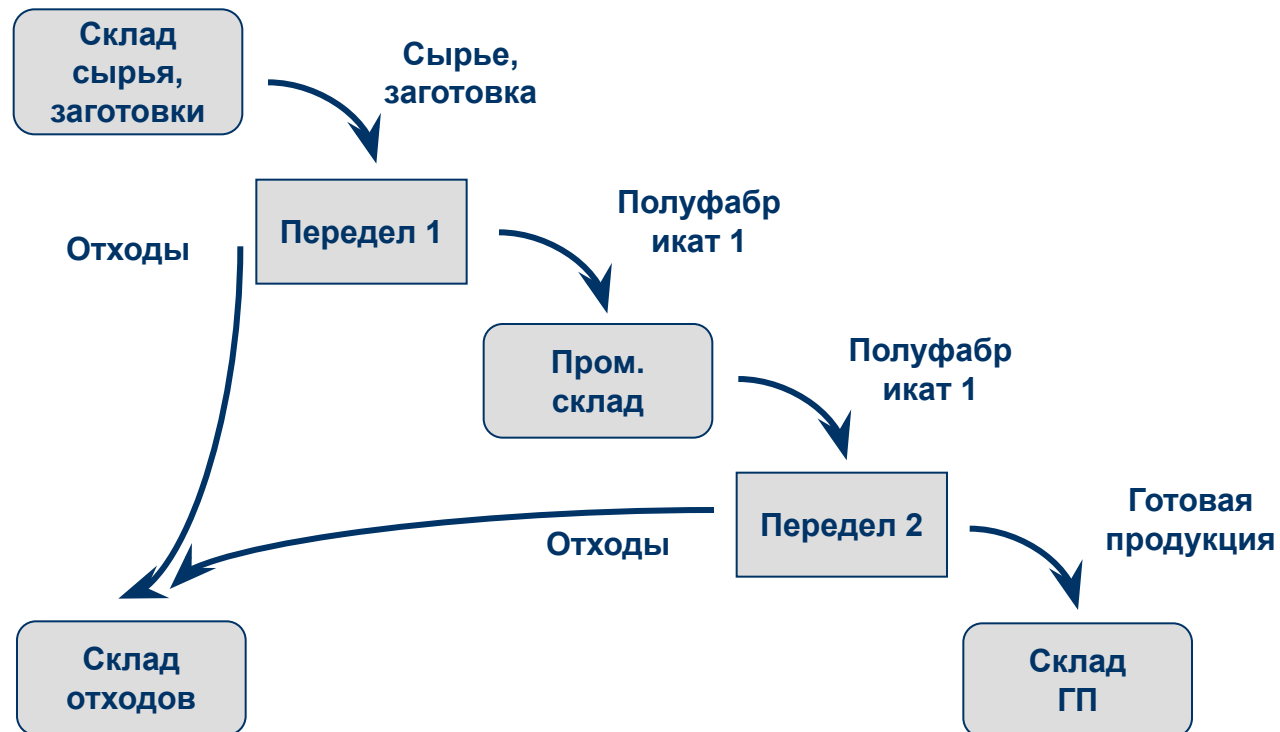 Склад
сырья,
заготовки
Сырье,
заготовка
Передел 1
Полуфабр
икат 1
Отходы
Пром.
склад
Полуфабр
икат 1
Передел 2
Готовая
продукция
Отходы
Склад
отходов
Склад
ГП